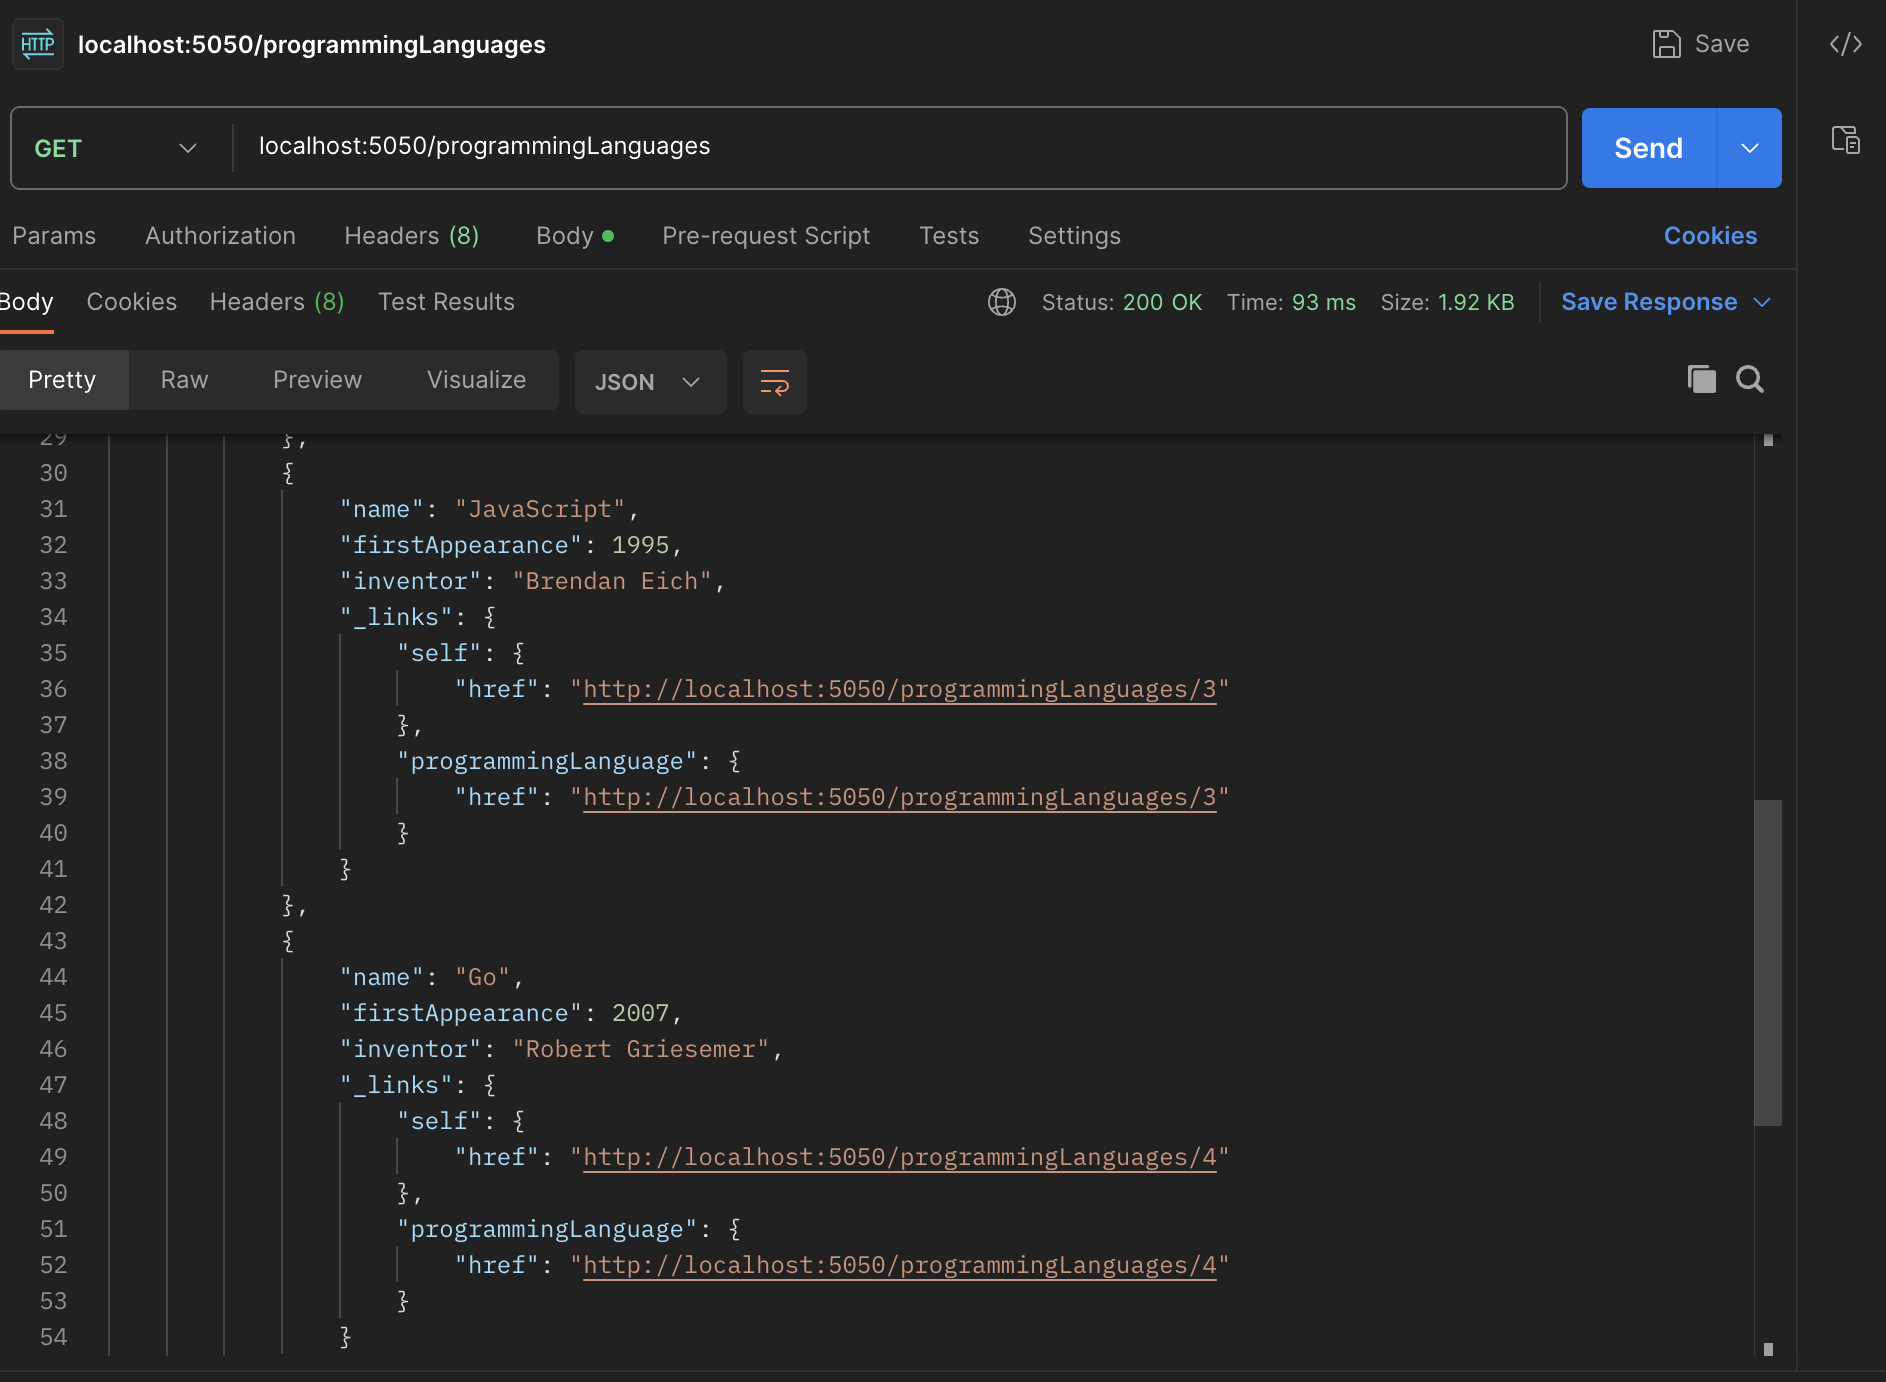 HTTP localhost:5050/programmingLanguages Save
GET localhost:5050/programmingLanguages Send
Params Authorization Headers (8) Body Pre-request Script Tests Settings Cookies
Body Cookies Headers (8) Test Results Status: 200 OK Time: 93 ms Size: 1.92 KB Save Response
Pretty Raw Preview Visualize JSON
29 },
30 {
31 "name": "JavaScript",
32 "firstAppearance": 1995,
33 "inventor": "Brendan Eich",
34 "_links": {
35 "self": {
36 "href": "http://localhost:5050/programmingLanguages/3"
37 },
38 "programmingLanguage": {
39 "href": "http://localhost:5050/programmingLanguages/3"
40 }
41 }
42 },
43 {
44 "name": "Go",
45 "firstAppearance": 2007,
46 "inventor": "Robert Griesemer",
47 "_links": {
48 "self": {
49 "href": "http://localhost:5050/programmingLanguages/4"
50 },
51 "programmingLanguage": {
52 "href": "http://localhost:5050/programmingLanguages/4"
53 }
54 }